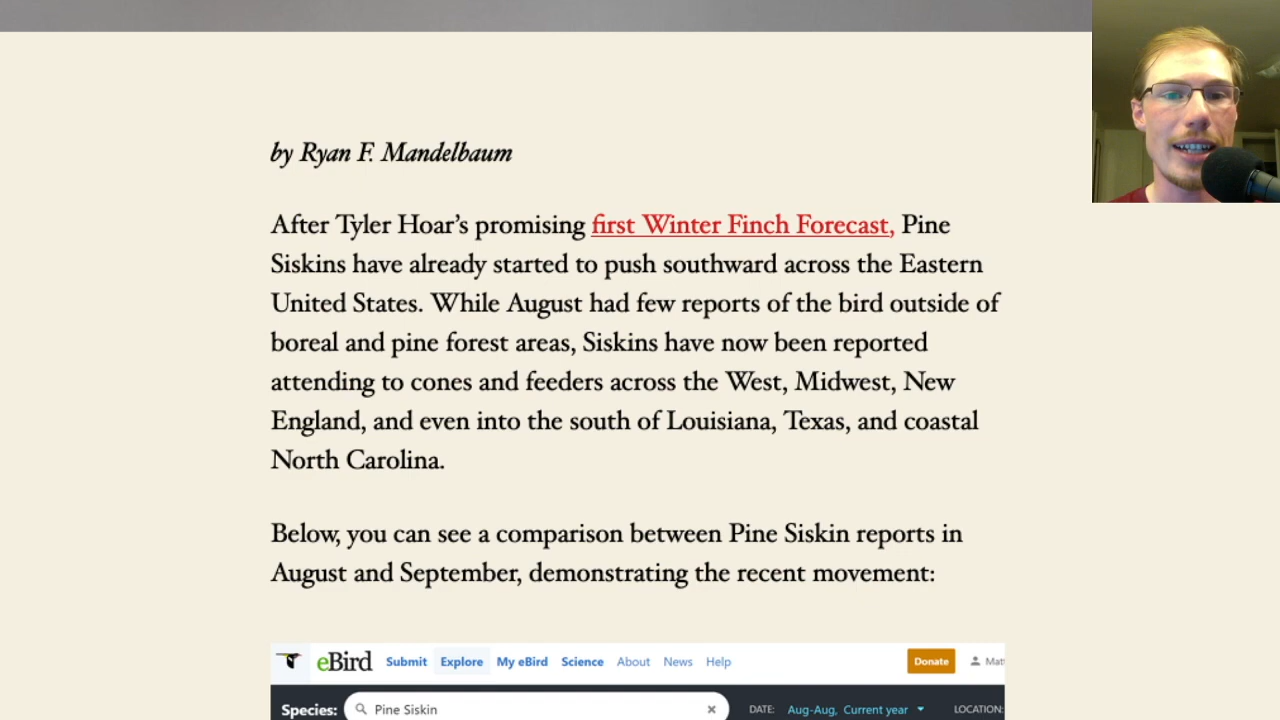 by Ryan F. Mandelbaum
After Tyler Hoar’s promising first Winter Finch Forecast, Pine
Siskins have already started to push southward across the Eastern
United States. While August had few reports of the bird outside of
boreal and pine forest areas, Siskins have now been reported
attending to cones and feeders across the West, Midwest, New
England, and even into the south of Louisiana, Texas, and coastal
North Carolina.
Below, you can see a comparison between Pine Siskin reports in
August and September, demonstrating the recent movement:
eBird Submit Explore My eBird Science About News Help Donate
Species: Pine Siskin DATE: Aug-Aug, Current year LOCATION: